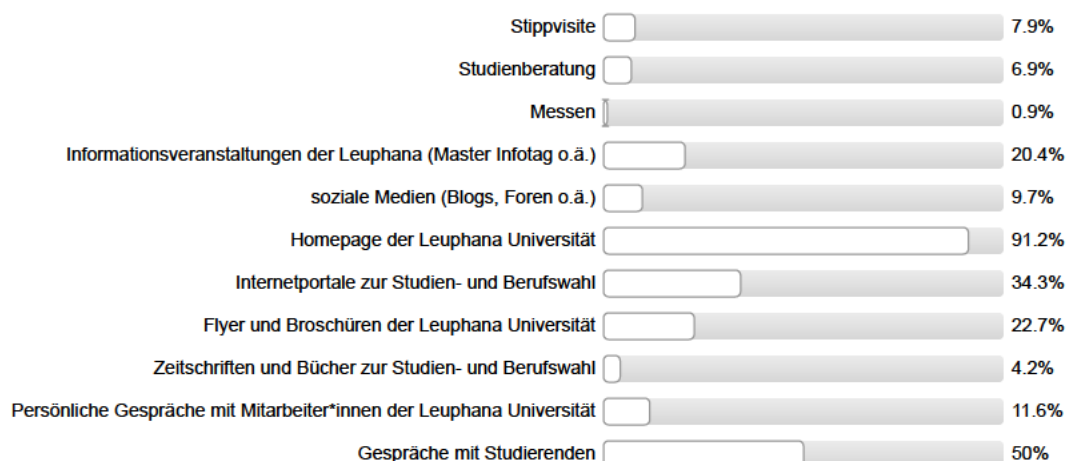 Stippvisite 7.9%
Studienberatung 6.9%
Messen 0.9%
Informationsveranstaltungen der Leuphana (Master Infotag o.ä.) 20.4%
soziale Medien (Blogs, Foren o.ä.) 9.7%
Homepage der Leuphana Universität 91.2%
Internetportale zur Studien- und Berufswahl 34.3%
Flyer und Broschüren der Leuphana Universität 22.7%
Zeitschriften und Bücher zur Studien- und Berufswahl 4.2%
Persönliche Gespräche mit Mitarbeiter*innen der Leuphana Universität 11.6%
Gespräche mit Studierenden 50%